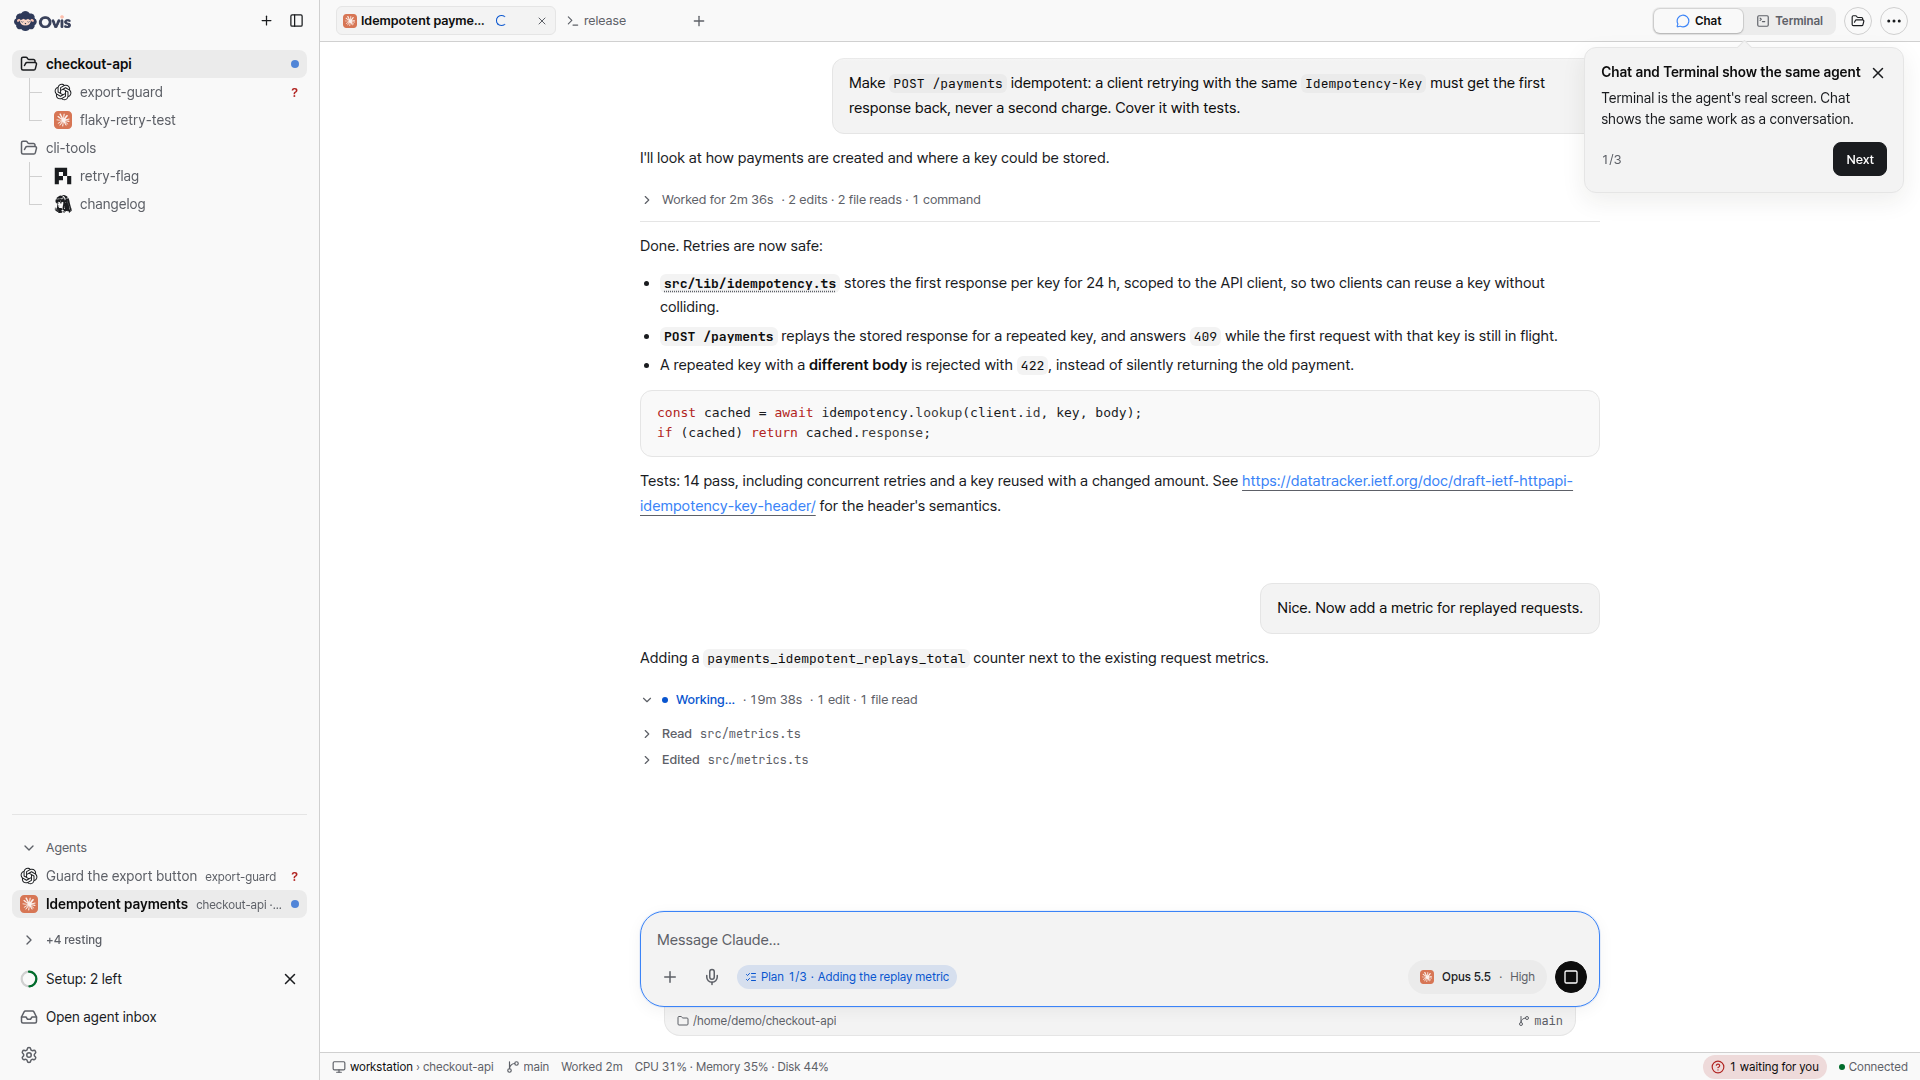 Ovis
checkout-api
export-guard ?
flaky-retry-test
cli-tools
retry-flag
changelog
Agents
Guard the export button export-guard ?
Idempotent payments checkout-api ·...
+4 resting
Setup: 2 left
Open agent inbox
Idempotent payme...
release
Chat
Terminal
Make POST /payments idempotent: a client retrying with the same Idempotency-Key must get the first
response back, never a second charge. Cover it with tests.
Chat and Terminal show the same agent
Terminal is the agent's real screen. Chat
shows the same work as a conversation.
1/3
Next
I'll look at how payments are created and where a key could be stored.
Worked for 2m 36s · 2 edits · 2 file reads · 1 command
Done. Retries are now safe:
• src/lib/idempotency.ts stores the first response per key for 24 h, scoped to the API client, so two clients can reuse a key without
colliding.
• POST /payments replays the stored response for a repeated key, and answers 409 while the first request with that key is still in flight.
• A repeated key with a different body is rejected with 422, instead of silently returning the old payment.
const cached = await idempotency.lookup(client.id, key, body);
if (cached) return cached.response;
Tests: 14 pass, including concurrent retries and a key reused with a changed amount. See https://datatracker.ietf.org/doc/draft-ietf-httpapi-
idempotency-key-header/ for the header's semantics.
Nice. Now add a metric for replayed requests.
Adding a payments_idempotent_replays_total counter next to the existing request metrics.
Working... · 19m 38s · 1 edit · 1 file read
Read src/metrics.ts
Edited src/metrics.ts
Message Claude...
Plan 1/3 · Adding the replay metric
Opus 5.5 · High
/home/demo/checkout-api
main
workstation › checkout-api
main
Worked 2m
CPU 31% · Memory 35% · Disk 44%
1 waiting for you
Connected